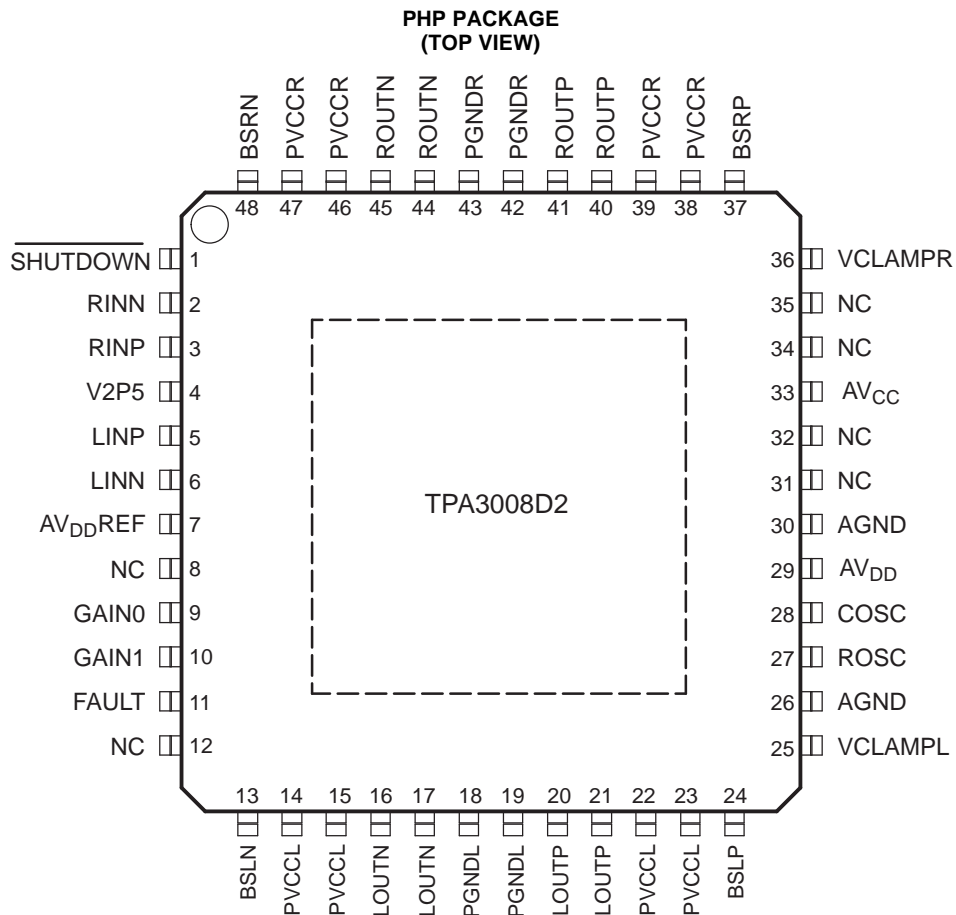 PHP PACKAGE
(TOP VIEW)
BSRN
PVCCR
PVCCR
ROUTN
ROUTN
PGNDR
PGNDR
ROUTP
ROUTP
PVCCR
PVCCR
BSRP
48 47 46 45 44 43 42 41 40 39 38 37
SHUTDOWN 1
RINN 2
RINP 3
V2P5 4
LINP 5
LINN 6
AVDDREF 7
NC 8
GAIN0 9
GAIN1 10
FAULT 11
NC 12
TPA3008D2
36 VCLAMPR
35 NC
34 NC
33 AVCC
32 NC
31 NC
30 AGND
29 AVDD
28 COSC
27 ROSC
26 AGND
25 VCLAMPL
13 14 15 16 17 18 19 20 21 22 23 24
BSLN
PVCCL
PVCCL
LOUTN
LOUTN
PGNDL
PGNDL
LOUTP
LOUTP
PVCCL
PVCCL
BSLP